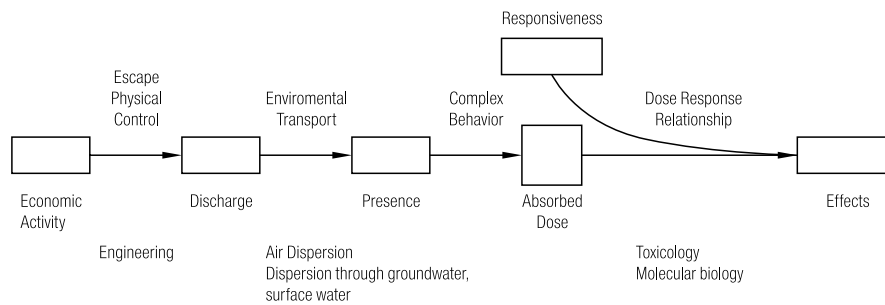 Responsiveness
Escape
Physical
Control
Enviromental
Transport
Complex
Behavior
Dose Response
Relationship
Economic
Activity
Discharge
Presence
Absorbed
Dose
Effects
Engineering
Air Dispersion
Dispersion through groundwater,
surface water
Toxicology
Molecular biology